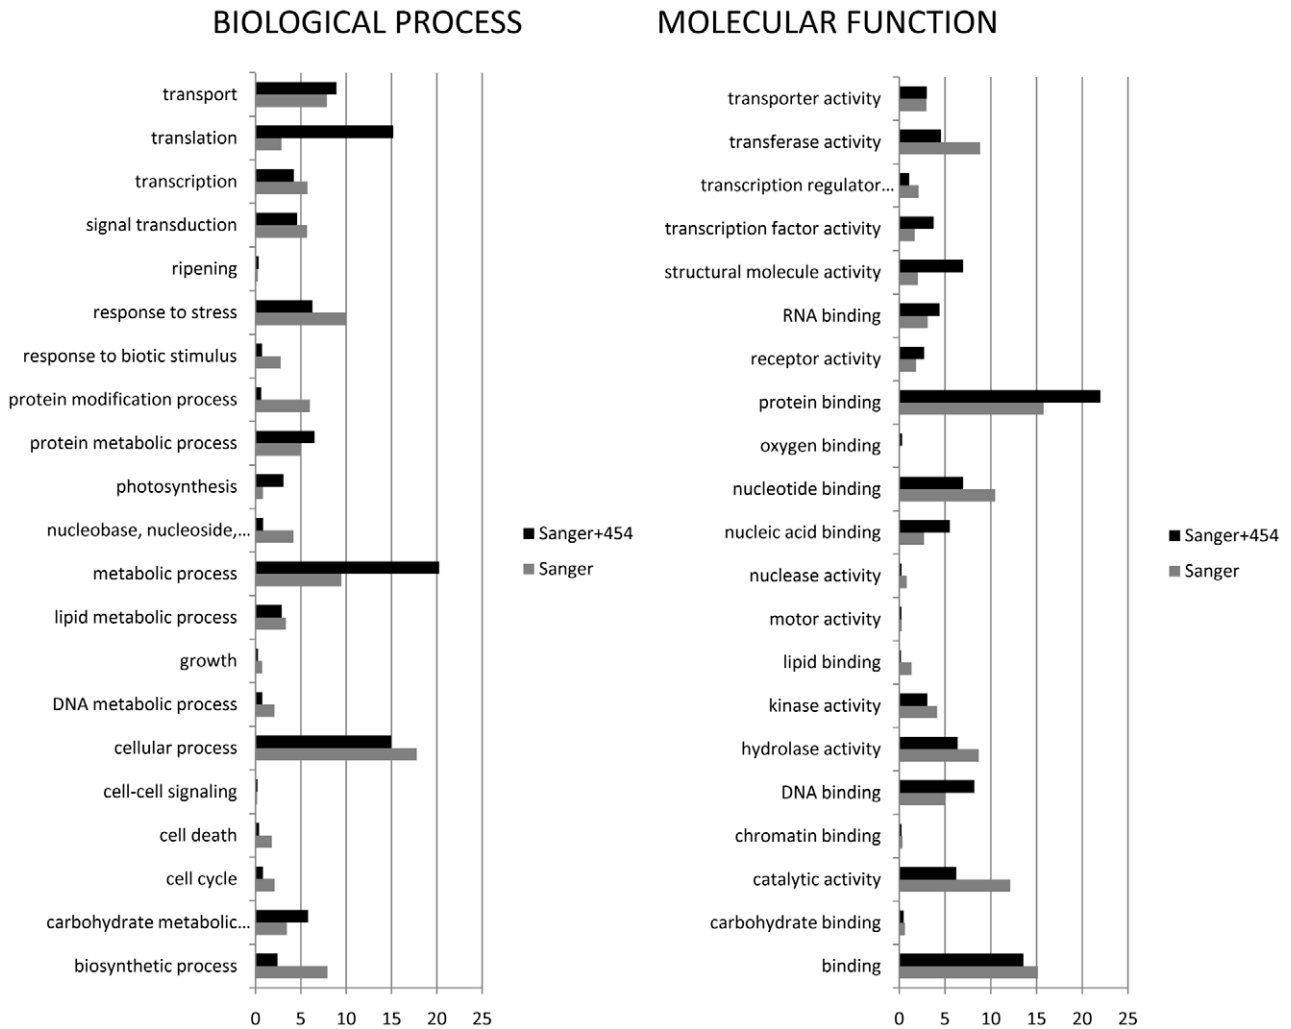 BIOLOGICAL PROCESS
transport
translation
transcription
signal transduction
ripening
response to stress
response to biotic stimulus
protein modification process
protein metabolic process
photosynthesis
nucleobase, nucleoside,...
metabolic process
lipid metabolic process
growth
DNA metabolic process
cellular process
cell-cell signaling
cell death
cell cycle
carbohydrate metabolic...
biosynthetic process
0 5 10 15 20 25
Sanger+454
Sanger
MOLECULAR FUNCTION
transporter activity
transferase activity
transcription regulator...
transcription factor activity
structural molecule activity
RNA binding
receptor activity
protein binding
oxygen binding
nucleotide binding
nucleic acid binding
nuclease activity
motor activity
lipid binding
kinase activity
hydrolase activity
DNA binding
chromatin binding
catalytic activity
carbohydrate binding
binding
0 5 10 15 20 25
Sanger+454
Sanger